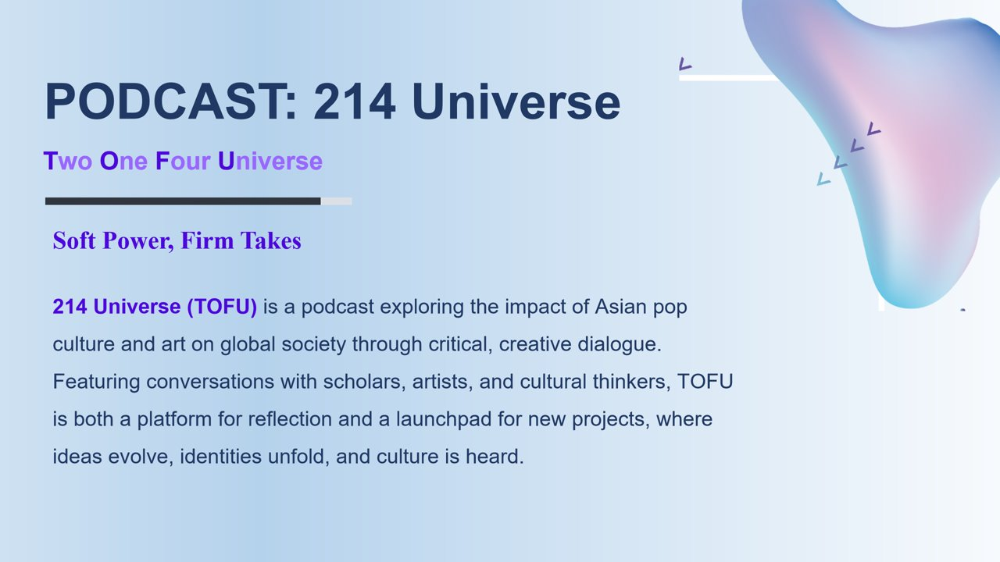 PODCAST: 214 Universe
Two One Four Universe
Soft Power, Firm Takes
214 Universe (TOFU) is a podcast exploring the impact of Asian pop
culture and art on global society through critical, creative dialogue.
Featuring conversations with scholars, artists, and cultural thinkers, TOFU
is both a platform for reflection and a launchpad for new projects, where
ideas evolve, identities unfold, and culture is heard.